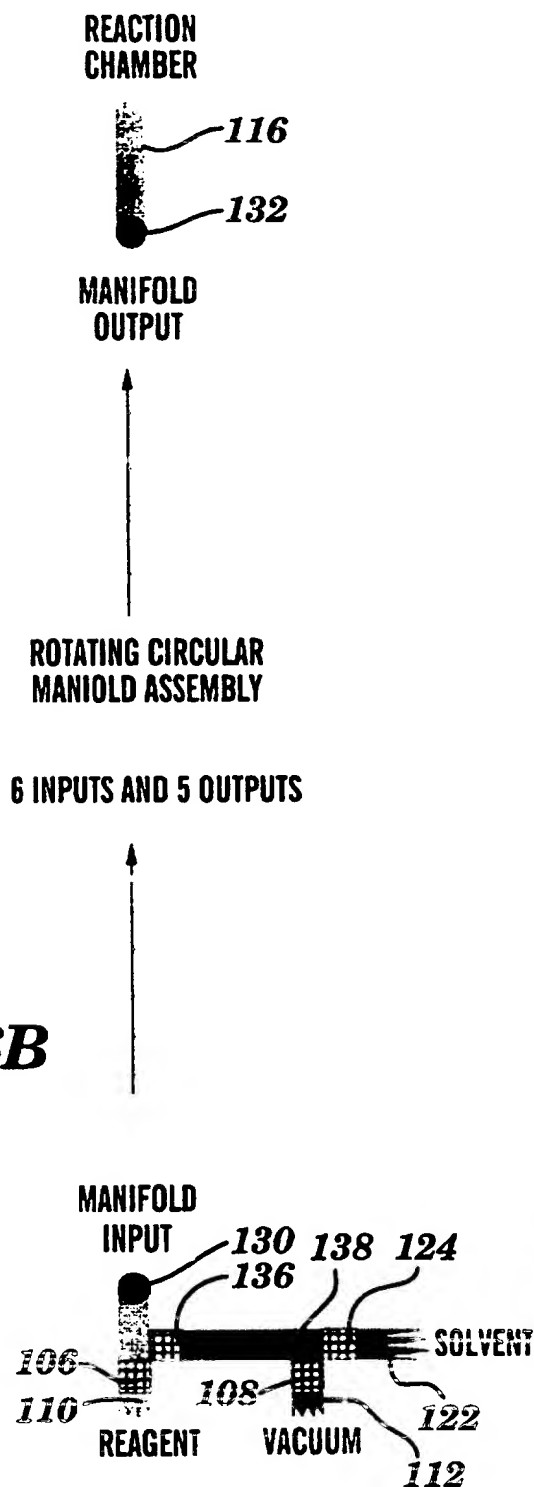 REACTION
CHAMBER
116
132
MANIFOLD
OUTPUT
ROTATING CIRCULAR
MANIOLD ASSEMBLY
6 INPUTS AND 5 OUTPUTS
B
MANIFOLD
INPUT
130 138 124
136
SOLVENT
106
110
108
122
REAGENT VACUUM
112